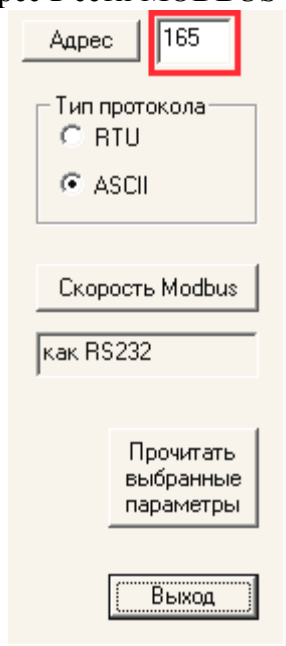 Адрес
165
Тип протокола
RTU
ASCII
Скорость Modbus
как RS232
Прочитать
выбранные
параметры
Выход